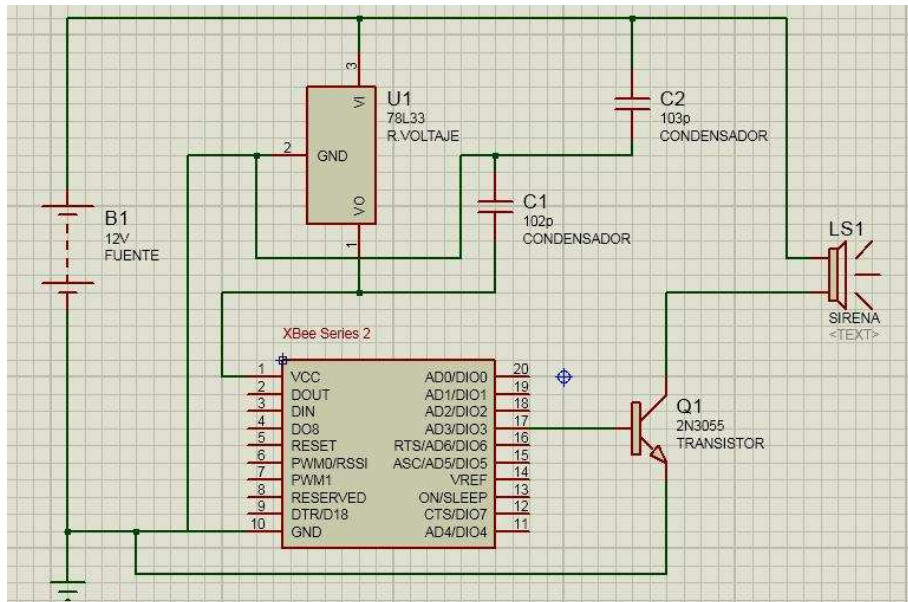 3
VI
U1
78L33
R.VOLTAJE
2
GND
VO
1
C2
103p
CONDENSADOR
C1
102p
CONDENSADOR
B1
12V
FUENTE
LS1
SIRENA
<TEXT>
XBee Series 2
1 VCC AD0/DIO0 20
2 DOUT AD1/DIO1 19
3 DIN AD2/DIO2 18
4 DO8 AD3/DIO3 17
5 RESET RTS/AD6/DIO6 16
6 PWM0/RSSI ASC/AD5/DIO5 15
7 PWM1 VREF 14
8 RESERVED ON/SLEEP 13
9 DTR/D18 CTS/DIO7 12
10 GND AD4/DIO4 11
Q1
2N3055
TRANSISTOR